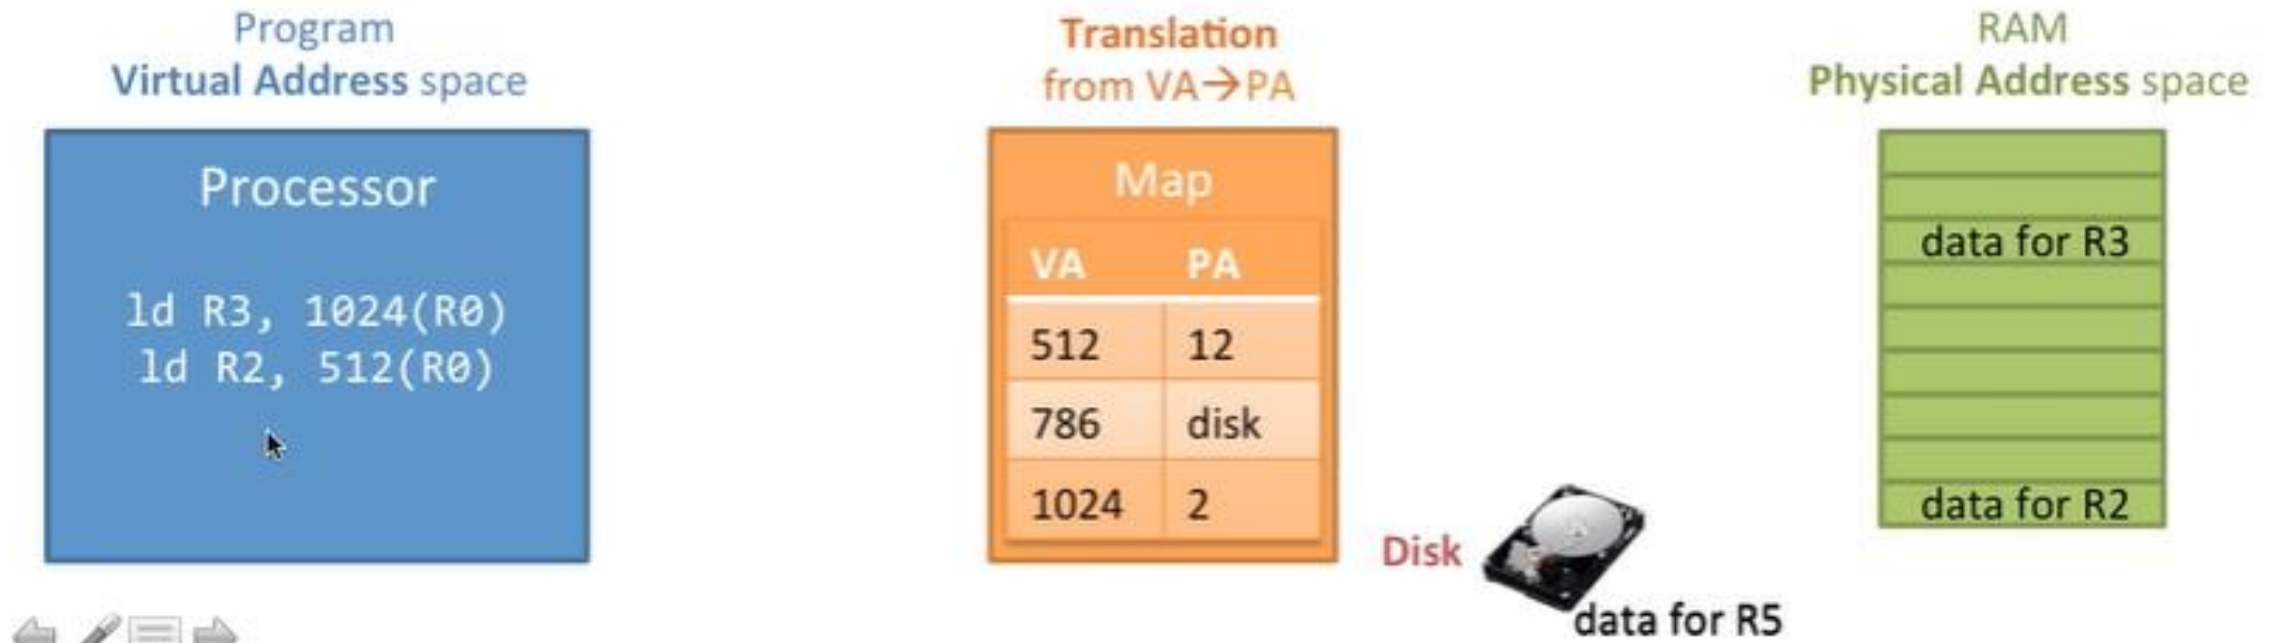 Program
Virtual Address space
Processor
ld R3, 1024(R0)
ld R2, 512(R0)
Translation
from VA→PA
Map
VA PA
512 12
786 disk
1024 2
Disk
data for R5
RAM
Physical Address space
data for R3
data for R2